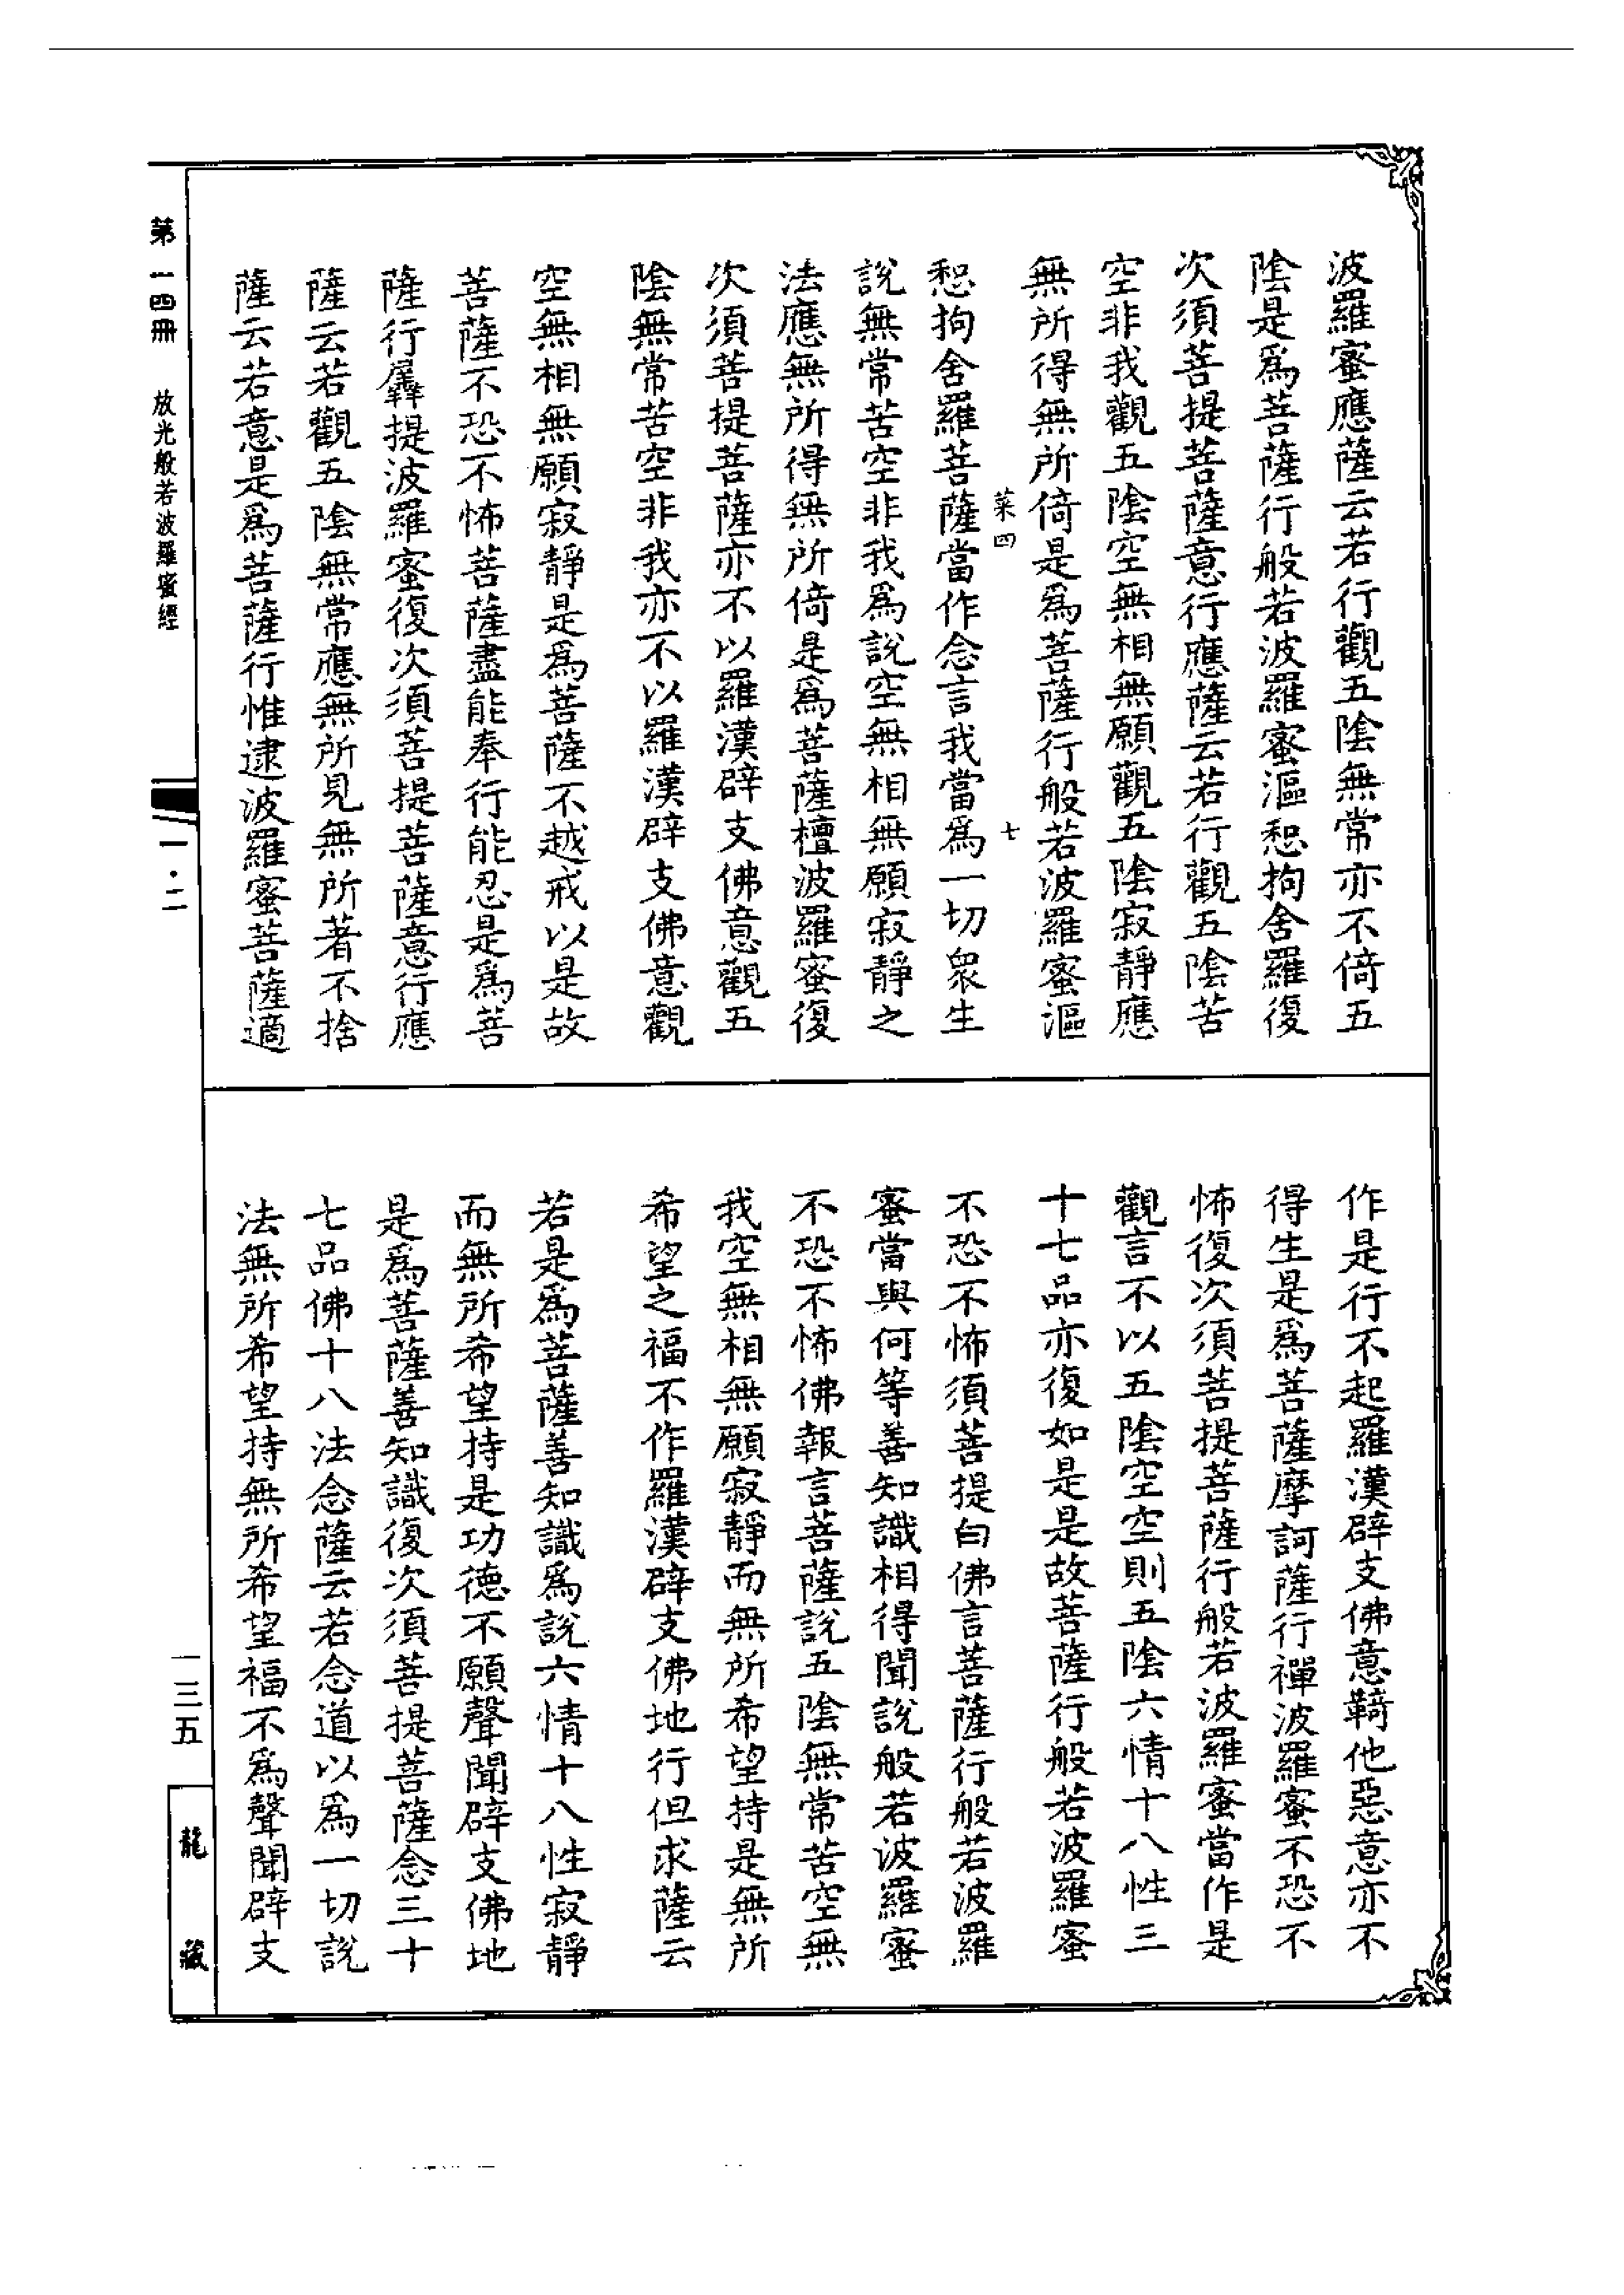 波羅蜜應薩云若行觀五陰無常亦不倚五
陰是爲菩薩行般若波羅蜜漚惒拘舍羅復
次須菩提菩薩意行應薩云若行觀五陰苦
空非我觀五陰空無相無願觀五陰寂靜應
無所得無所倚是爲菩薩行般若波羅蜜漚
菜四 七
惒拘舍羅菩薩當作念言我當爲一切衆生
說無常苦空非我爲說空無相無願寂靜之
法應無所得無所倚是爲菩薩檀波羅蜜復
次須菩提菩薩亦不以羅漢辟支佛意觀五
陰無常苦空非我亦不以羅漢辟支佛意觀
空無相無願寂靜是爲菩薩不越戒以是故
菩薩不恐不怖菩薩盡能奉行能忍是爲菩
薩行羼提波羅蜜復次須菩提菩薩意行應
薩云若觀五陰無常應無所見無所著不捨
薩云若意是爲菩薩行惟逮波羅蜜菩薩適
作是行不起羅漢辟支佛意鞞他惡意亦不
得生是爲菩薩摩訶薩行禪波羅蜜不恐不
怖復次須菩提菩薩行般若波羅蜜當作是
觀言不以五陰空空則五陰六情十八性三
十七品亦復如是是故菩薩行般若波羅蜜
不恐不怖須菩提白佛言菩薩行般若波羅
蜜當與何等善知識相得聞說般若波羅蜜
不恐不怖佛報言菩薩說五陰無常苦空無
我空無相無願寂靜而無所希望持是無所
希望之福不作羅漢辟支佛地行但求薩云
若是爲菩薩善知識爲說六情十八性寂靜
而無所希望持是功德不願聲聞辟支佛地
是爲菩薩善知識復次須菩提菩薩念三十
七品佛十八法念薩云若念道以爲一切說
法無所希望持無所希望福不爲聲聞辟支
第一四冊 放光般若波羅蜜經
一·二
一三五
龍藏